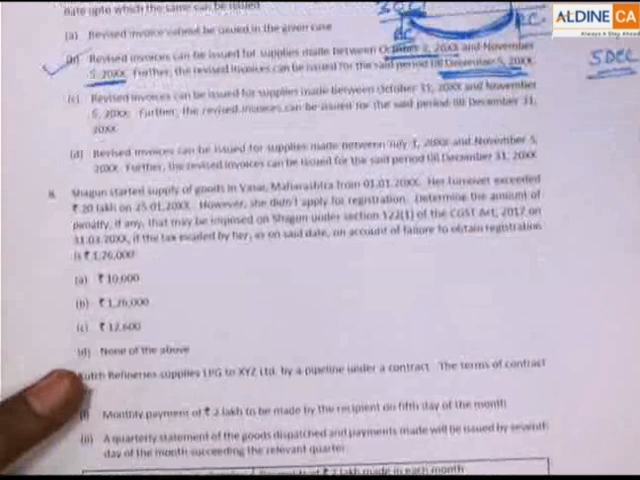 date upto which the same can be issued
(a) Revised invoice cannot be issued in the given case
(b) Revised invoices can be issued for supplies made between October 2, 20XX and November
5, 20XX. Further, the revised invoices can be issued for the said period till December 5, 20XX.
(c) Revised invoices can be issued for supplies made between October 31, 20XX and November
5, 20XX. Further, the revised invoices can be issued for the said period till December 31,
20XX
(d) Revised invoices can be issued for supplies made between July 1, 20XX and November 5,
20XX. Further, the revised invoices can be issued for the said period till December 31, 20XX
5 DEC
ALDINE CA
Always A Step Ahead
8. Shagun started supply of goods in Vasai, Maharashtra from 01.01.20XX. Her turnover exceeded
₹ 20 lakh on 25.01.20XX. However, she didn't apply for registration. Determine the amount of
penalty, if any, that may be imposed on Shagun under section 122(1) of the CGST Act, 2017 on
31.03.20XX, if the tax evaded by her, as on said date, on account of failure to obtain registration
is ₹ 1,26,000
(a) ₹ 10,000
(b) ₹ 1,26,000
(c) ₹ 12,600
(d) None of the above
Kutch Refineries supplies LPG to XYZ Ltd. by a pipeline under a contract. The terms of contract
(i) Monthly payment of ₹ 2 lakh to be made by the recipient on fifth day of the month
(ii) A quarterly statement of the goods dispatched and payments made will be issued by seventh
day of the month succeeding the relevant quarter
of ₹ 2 lakh made in each month